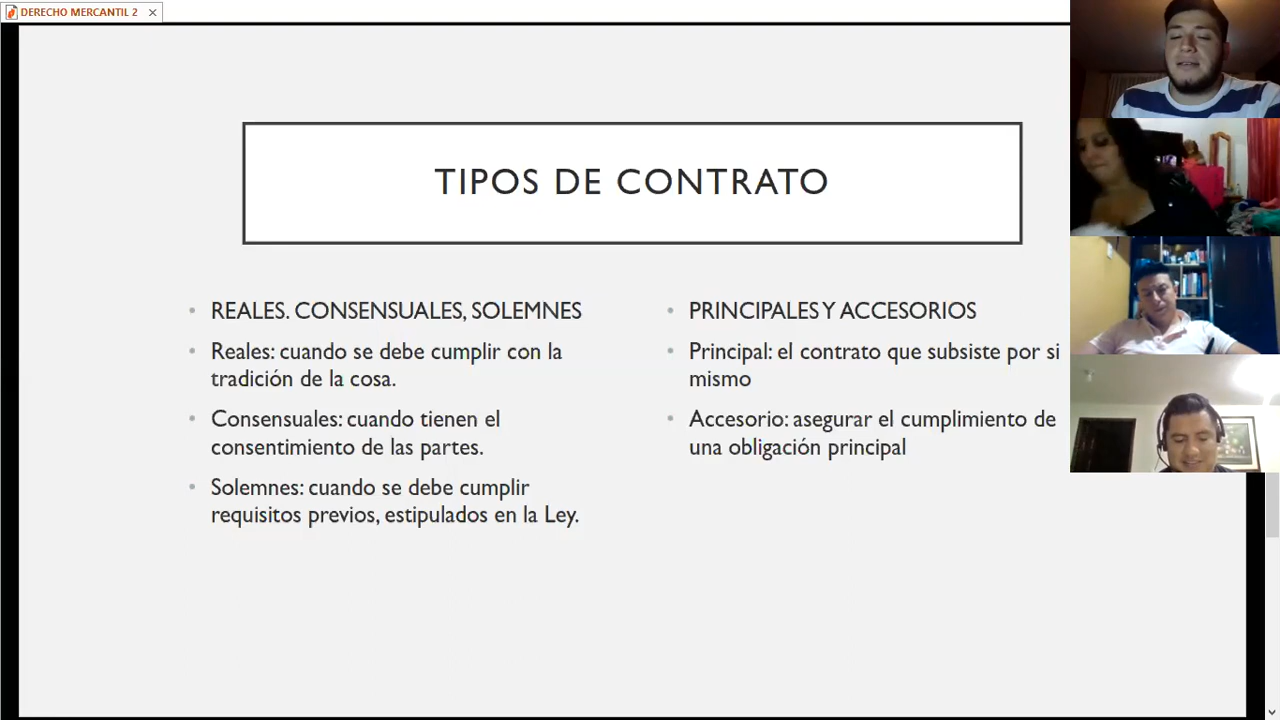 DERECHO MERCANTIL 2
TIPOS DE CONTRATO
• REALES. CONSENSUALES, SOLEMNES
• Reales: cuando se debe cumplir con la
tradición de la cosa.
• Consensuales: cuando tienen el
consentimiento de las partes.
• Solemnes: cuando se debe cumplir
requisitos previos, estipulados en la Ley.
• PRINCIPALES Y ACCESORIOS
• Principal: el contrato que subsiste por si
mismo
• Accesorio: asegurar el cumplimiento de
una obligación principal